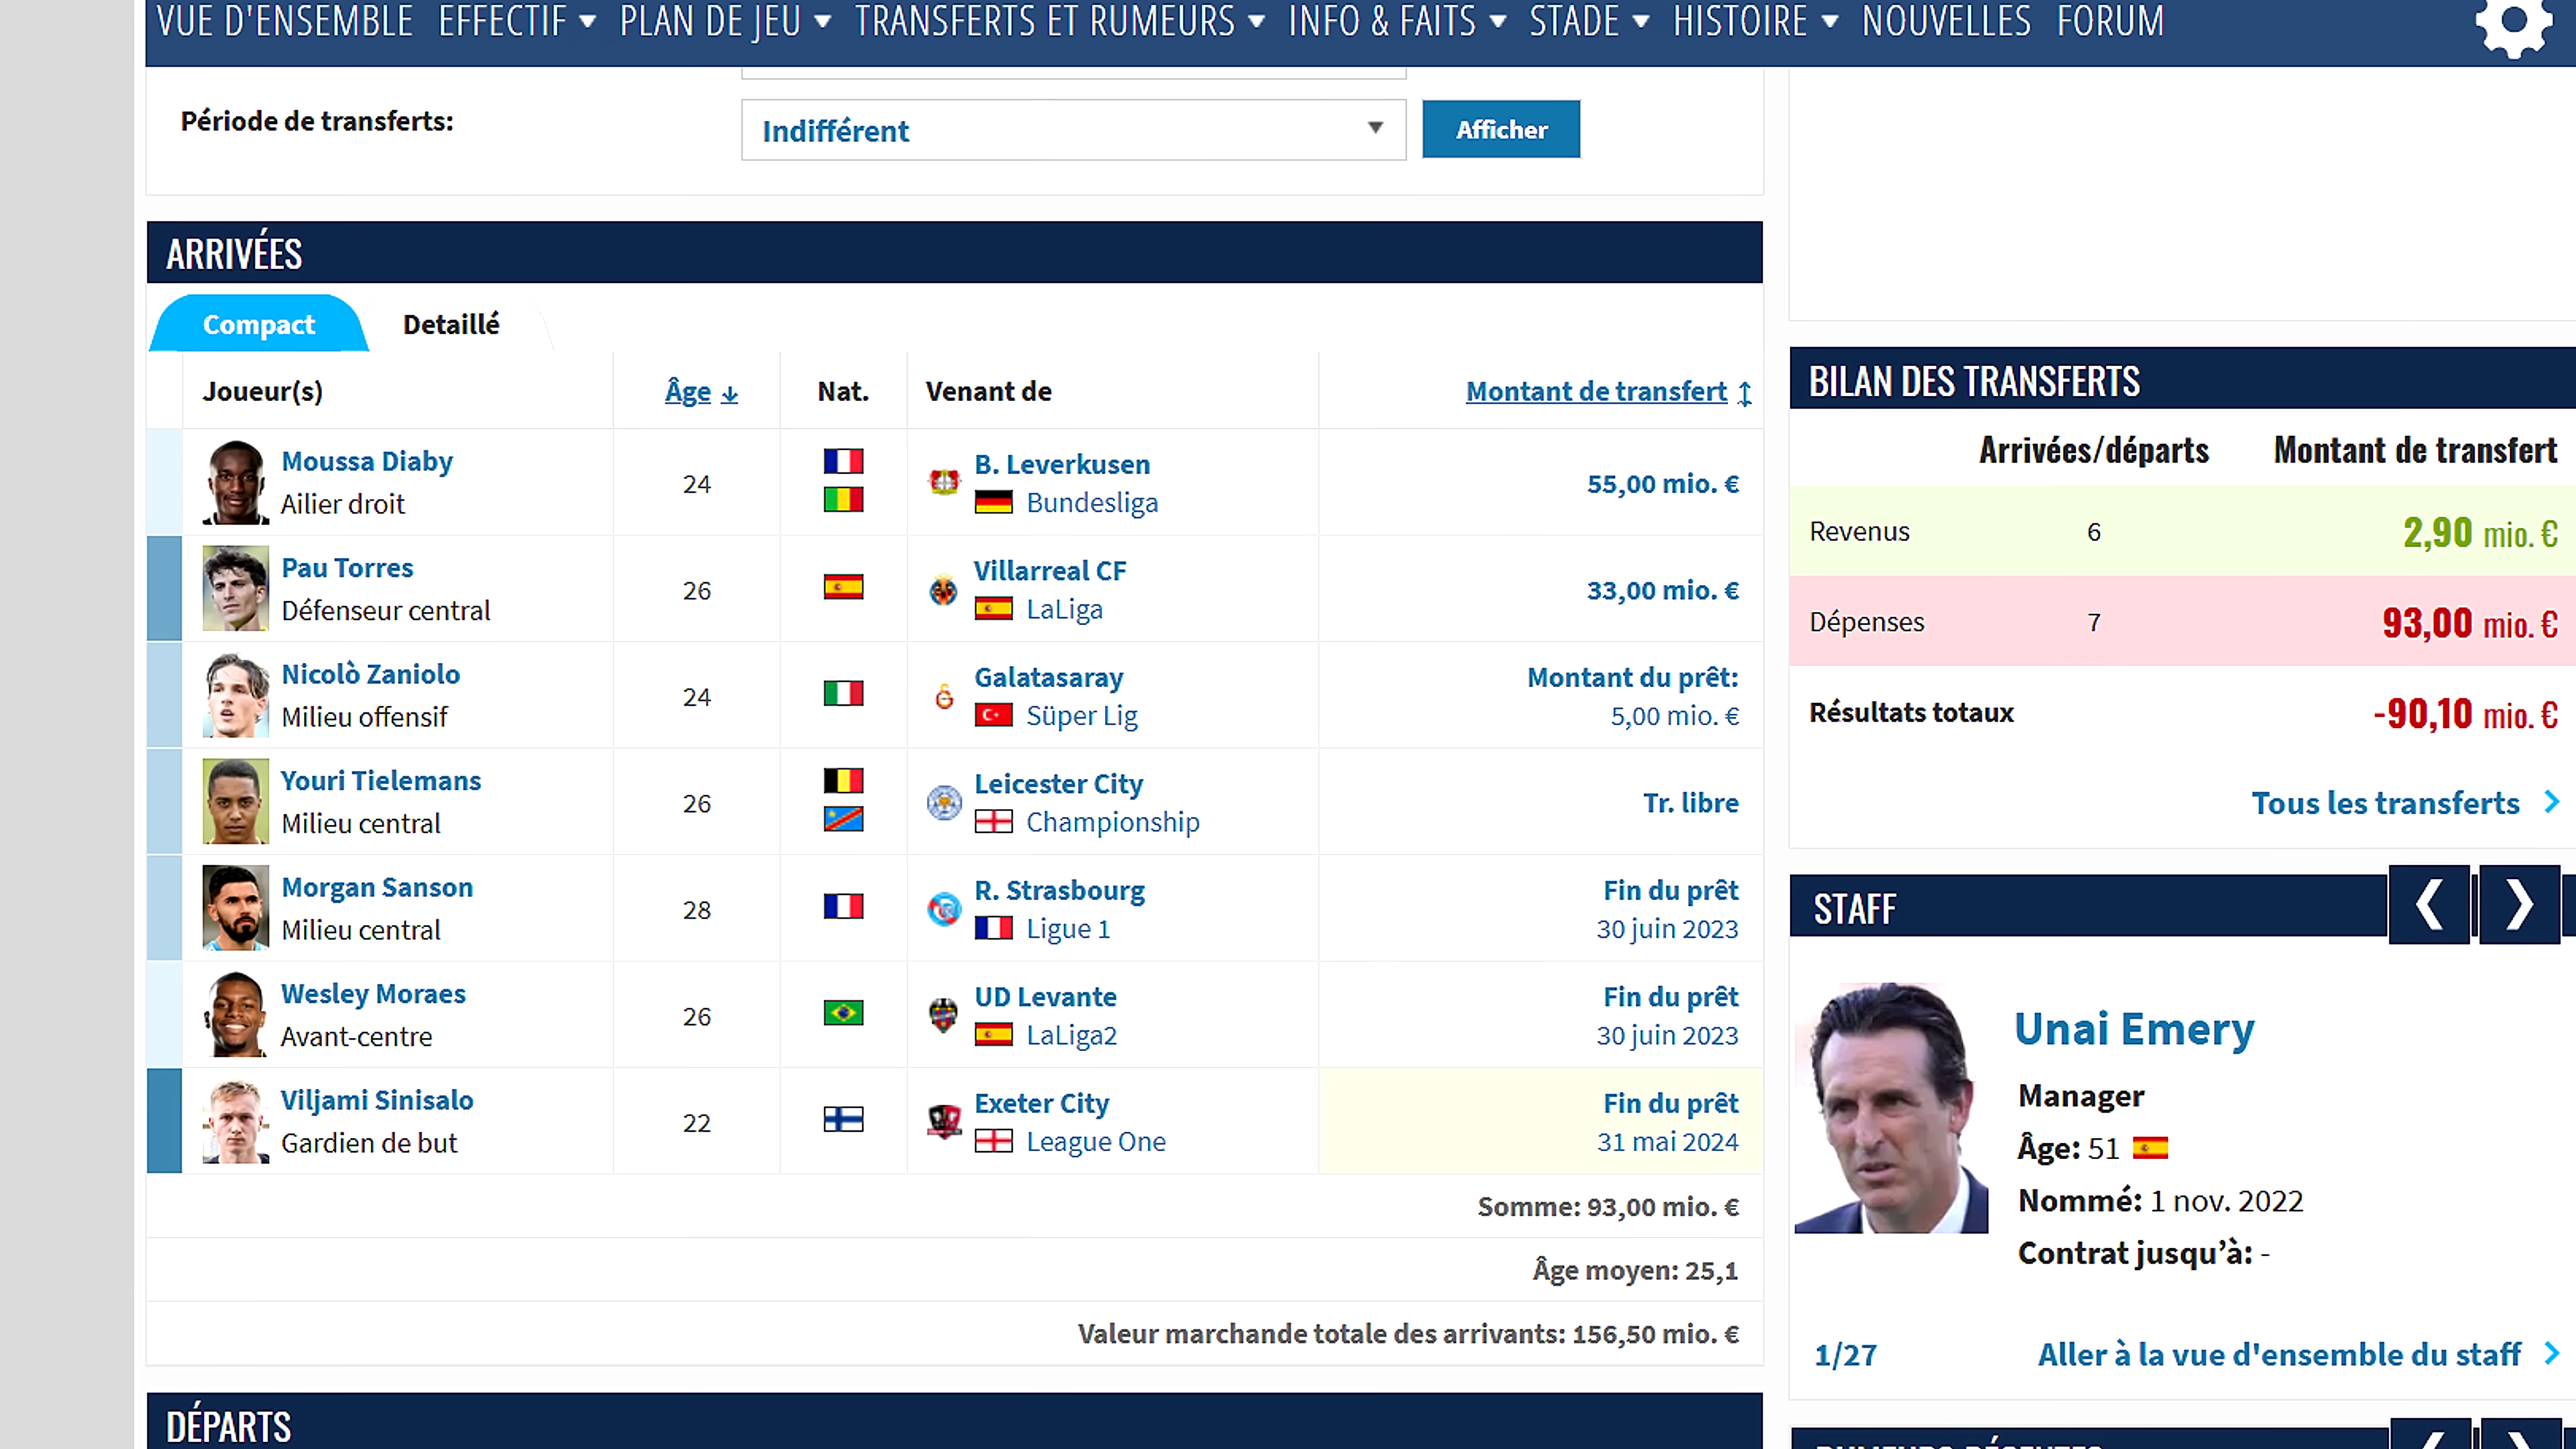 VUE D'ENSEMBLE EFFECTIF PLAN DE JEU TRANSFERTS ET RUMEURS INFO & FAITS STADE HISTOIRE NOUVELLES FORUM
Période de transferts:
Indifférent
Afficher
ARRIVÉES
Compact
Detaillé
Joueur(s) Âge Nat. Venant de Montant de transfert
Moussa Diaby
Ailier droit
24
B. Leverkusen
Bundesliga
55,00 mio. €
Pau Torres
Défenseur central
26
Villarreal CF
LaLiga
33,00 mio. €
Nicolò Zaniolo
Milieu offensif
24
Galatasaray
Süper Lig
Montant du prêt:
5,00 mio. €
Youri Tielemans
Milieu central
26
Leicester City
Championship
Tr. libre
Morgan Sanson
Milieu central
28
R. Strasbourg
Ligue 1
Fin du prêt
30 juin 2023
Wesley Moraes
Avant-centre
26
UD Levante
LaLiga2
Fin du prêt
30 juin 2023
Viljami Sinisalo
Gardien de but
22
Exeter City
League One
Fin du prêt
31 mai 2024
Somme: 93,00 mio. €
Âge moyen: 25,1
Valeur marchande totale des arrivants: 156,50 mio. €
DÉPARTS
BILAN DES TRANSFERTS
Arrivées/départs Montant de transfert
Revenus 6 2,90 mio. €
Dépenses 7 93,00 mio. €
Résultats totaux -90,10 mio. €
Tous les transferts
STAFF
Unai Emery
Manager
Âge: 51
Nommé: 1 nov. 2022
Contrat jusqu’à: -
1/27
Aller à la vue d'ensemble du staff